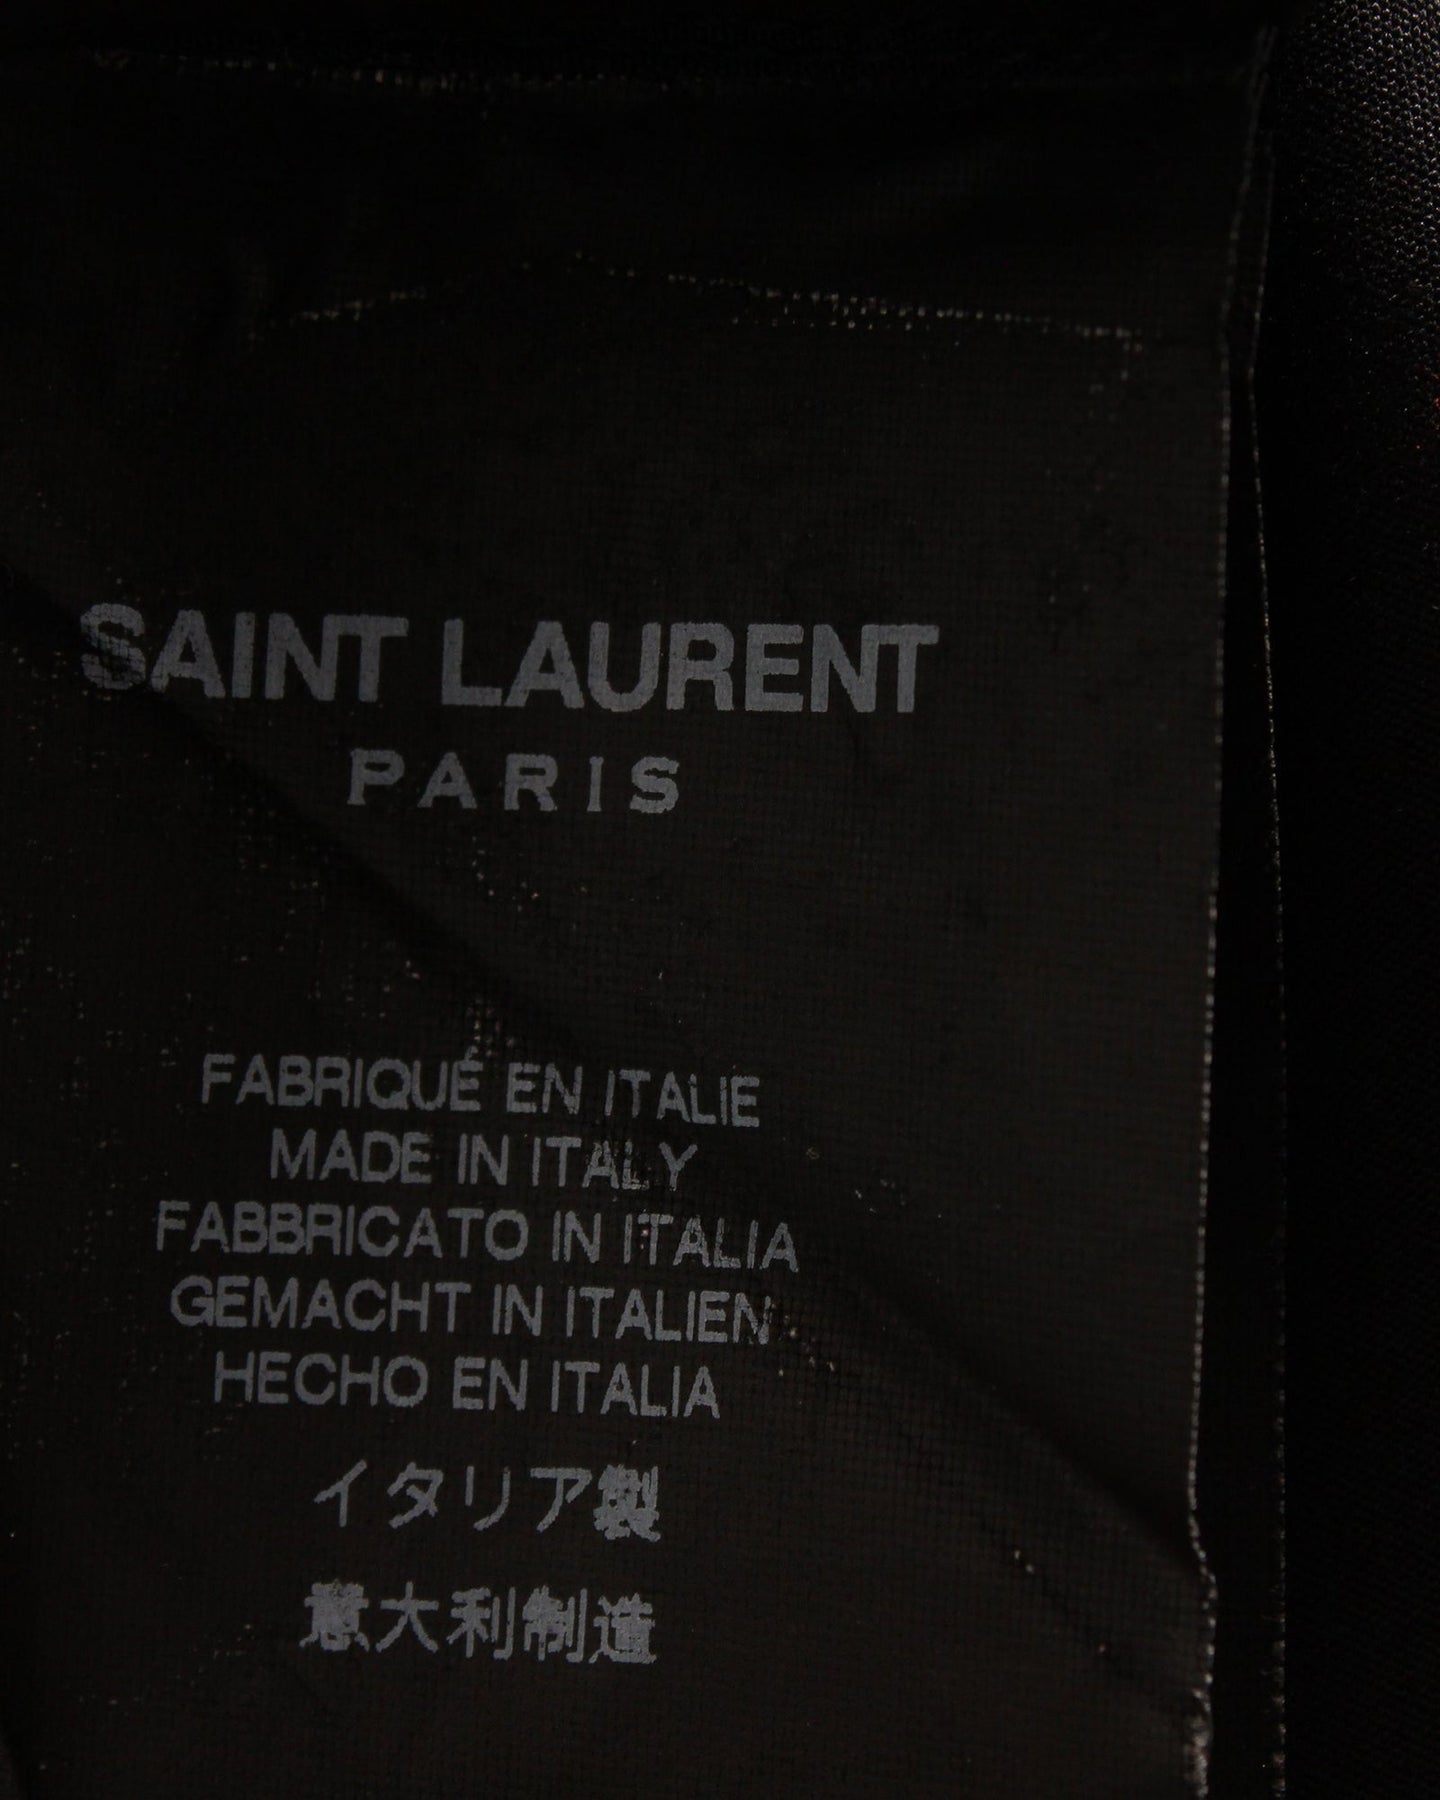 SAINT LAURENT
PARIS
FABRIQUÉ EN ITALIE
MADE IN ITALY
FABBRICATO IN ITALIA
GEMACHT IN ITALIEN
HECHO EN ITALIA
イタリア製
意大利制造